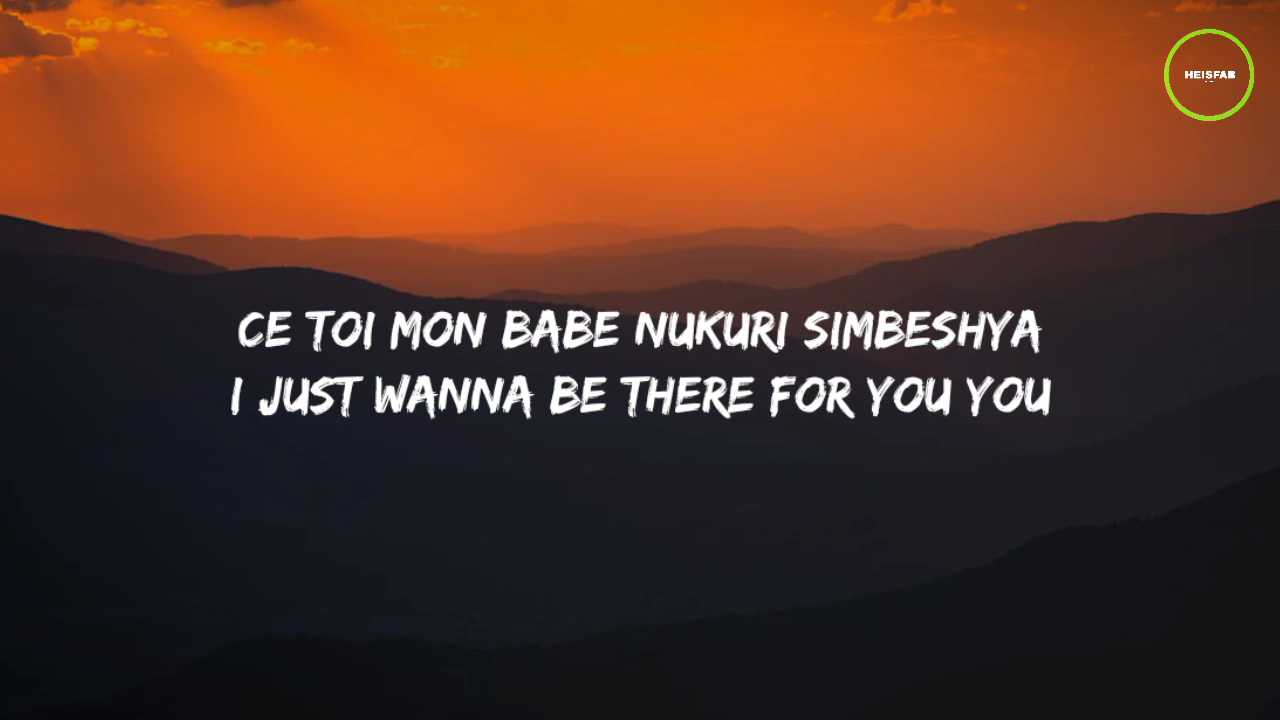 HEISFAB
CE TOI MON BABE NUKURI SIMBESHYA
I JUST WANNA BE THERE FOR YOU YOU